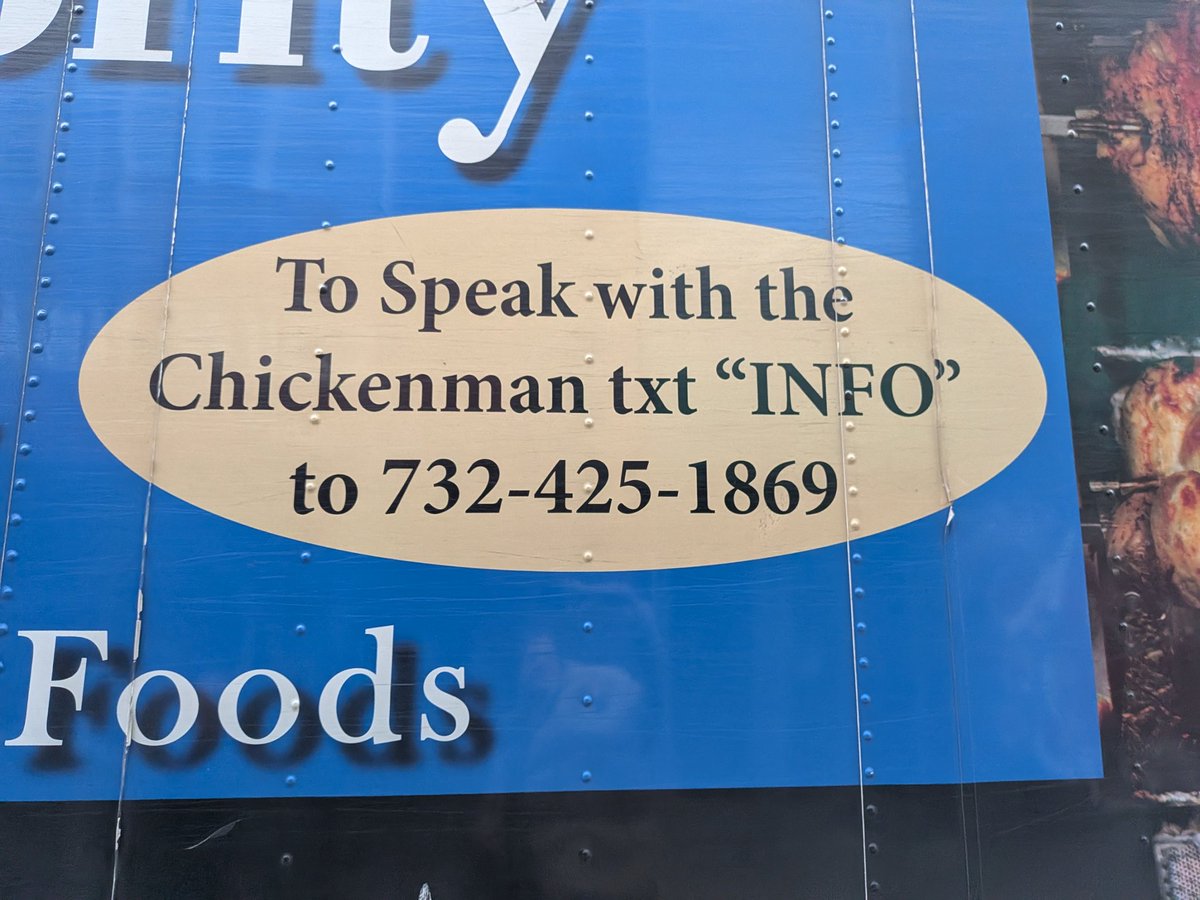 To Speak with the
Chickenman txt “INFO”
to 732-425-1869
Foods